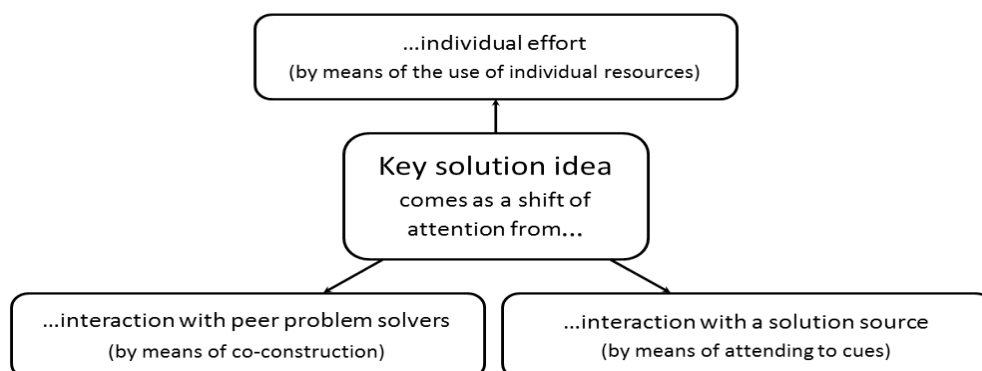 ...individual effort
(by means of the use of individual resources)
Key solution idea
comes as a shift of
attention from...
...interaction with peer problem solvers
(by means of co-construction)
...interaction with a solution source
(by means of attending to cues)